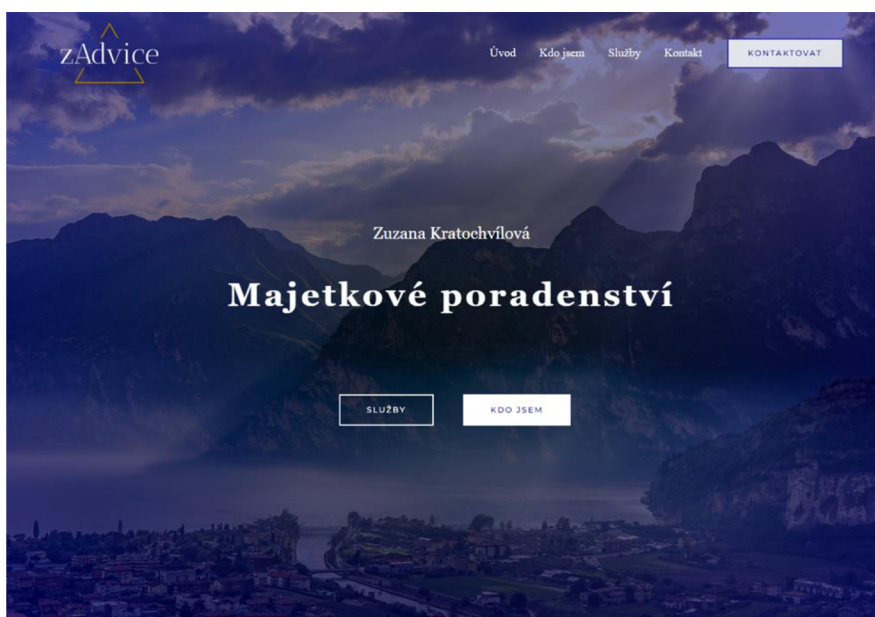 zAdvice
Úvod Kdo jsem Služby Kontakt KONTAKTOVAT
Zuzana Kratochvílová
Majetkové poradenství
SLUŽBY KDO JSEM